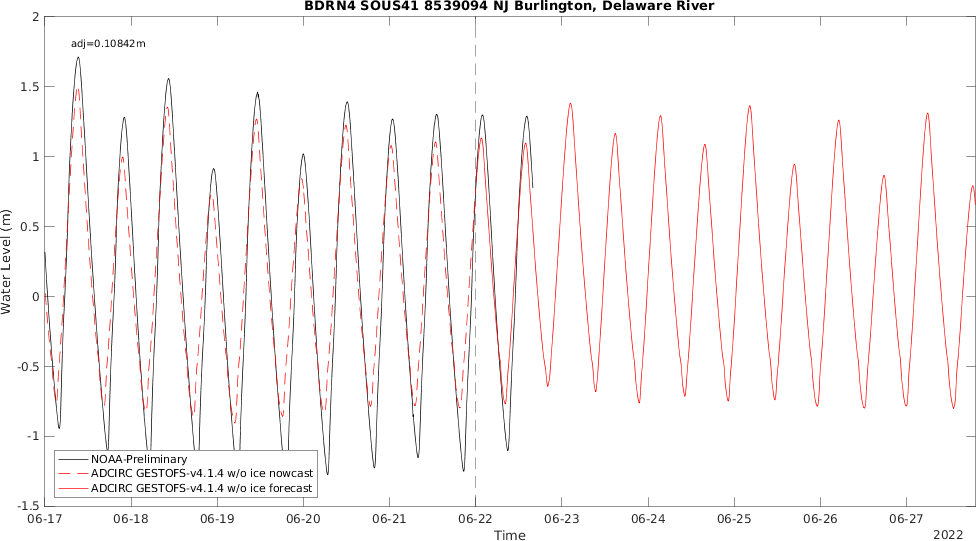 BDRN4 SOUS41 8539094 NJ Burlington, Delaware River
adj=0.10842m
2
1.5
1
0.5
0
-0.5
-1
-1.5
Water Level (m)
NOAA-Preliminary
ADCIRC GESTOFS-v4.1.4 w/o ice nowcast
ADCIRC GESTOFS-v4.1.4 w/o ice forecast
06-17 06-18 06-19 06-20 06-21 06-22 06-23 06-24 06-25 06-26 06-27
Time
2022